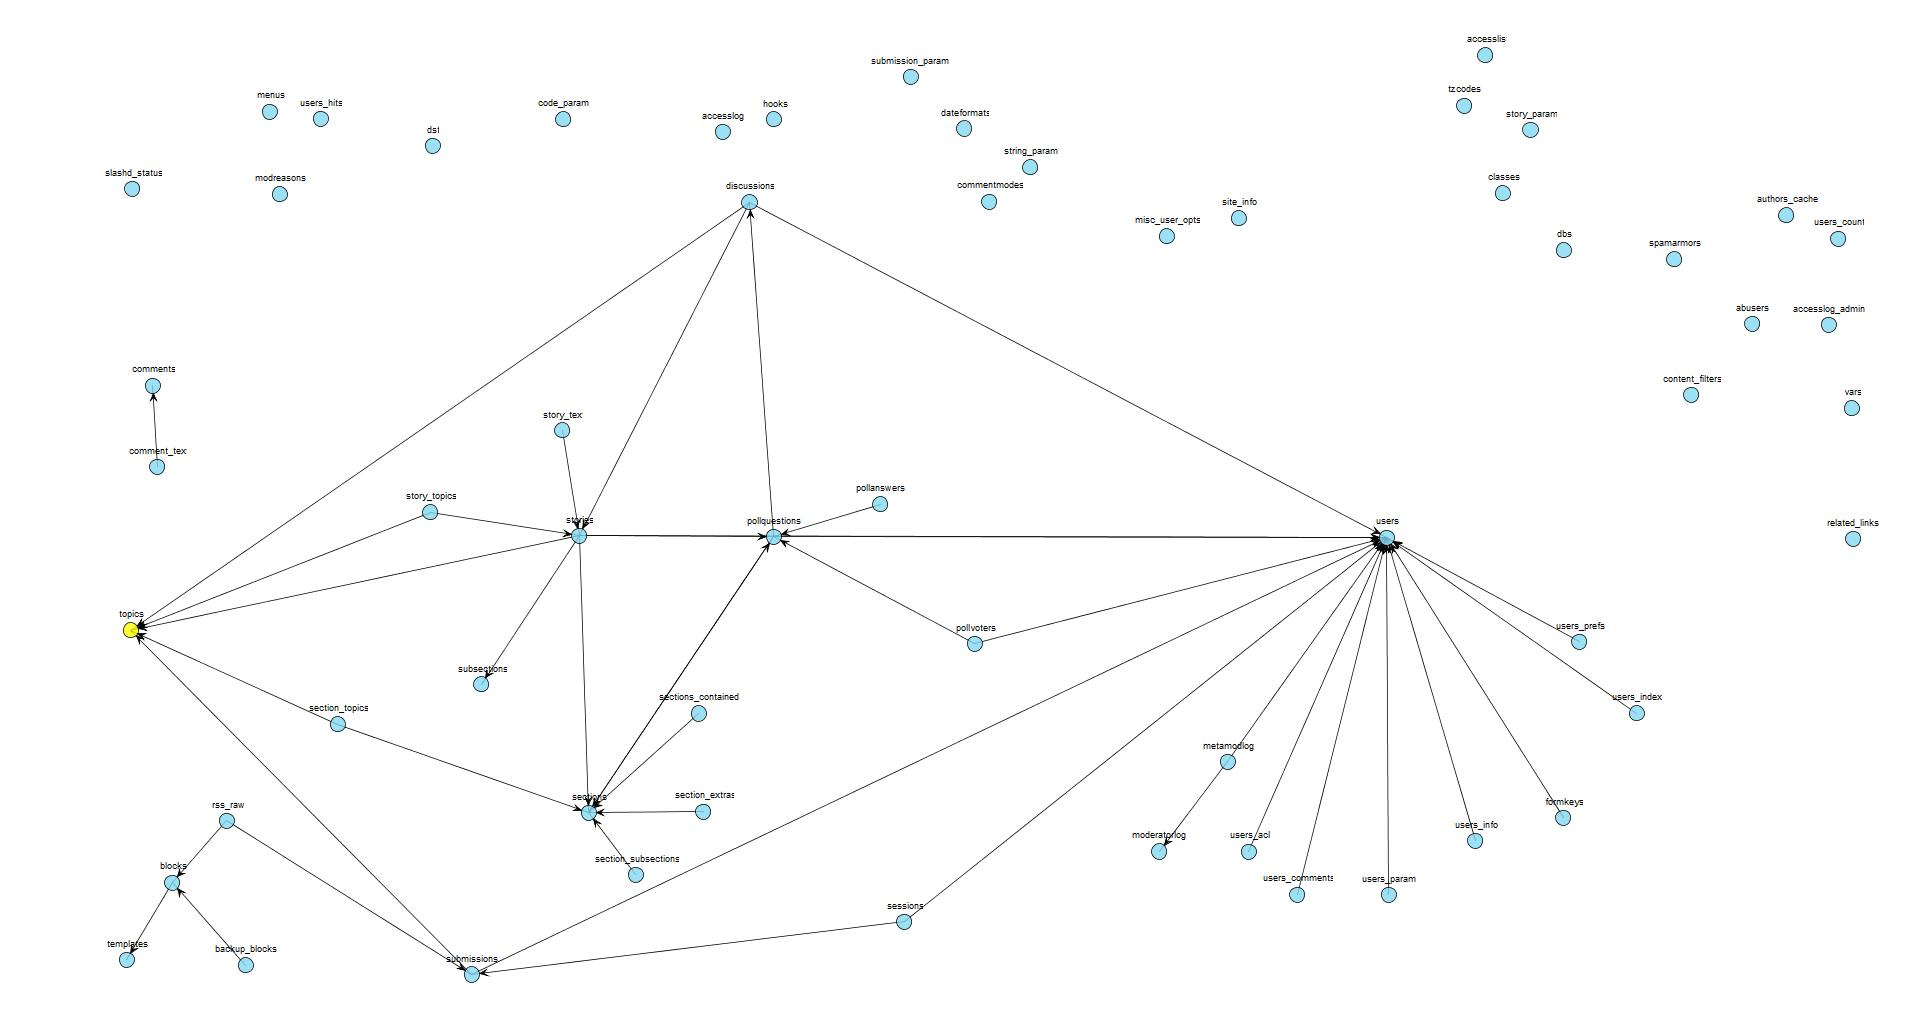 accesslis
submission_param
tzcodes
menus
users_hits
code_param
accesslog
hooks
dateformats
story_param
dst
string_param
slashd_status
modreasons
discussions
commentmodes
classes
authors_cache
misc_user_opts
site_info
users_count
dbs
spamarmors
abusers
accesslog_admin
comments
content_filters
vars
story_tex
comment_tex
story_topics
pollanswers
stories
pollquestions
users
related_links
topics
pollvoters
users_prefs
subsections
sections_contained
users_index
section_topics
metamodlog
rss_raw
sections
section_extras
formkeys
moderatorlog
users_acl
users_info
blocks
section_subsections
users_comments
users_param
sessions
templates
backup_blocks
submissions